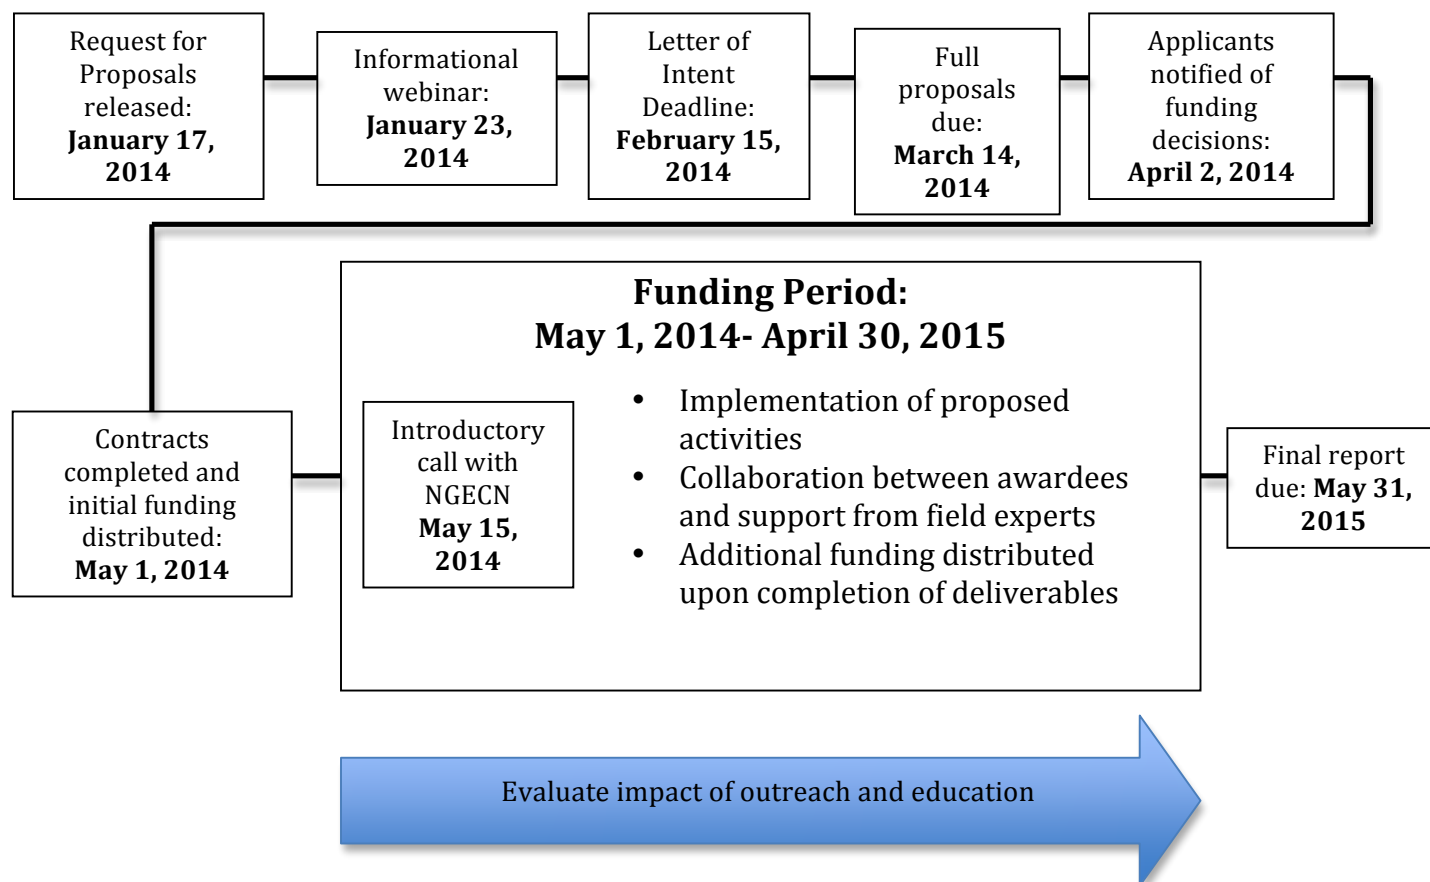 Request for
Proposals
released:
January 17,
2014
Informational
webinar:
January 23,
2014
Letter of
Intent
Deadline:
February 15,
2014
Full
proposals
due:
March 14,
2014
Applicants
notified of
funding
decisions:
April 2, 2014
Contracts
completed and
initial funding
distributed:
May 1, 2014
Funding Period:
May 1, 2014- April 30, 2015
Introductory
call with
NGECN
May 15,
2014
• Implementation of proposed
activities
• Collaboration between awardees
and support from field experts
• Additional funding distributed
upon completion of deliverables
Final report
due: May 31,
2015
Evaluate impact of outreach and education